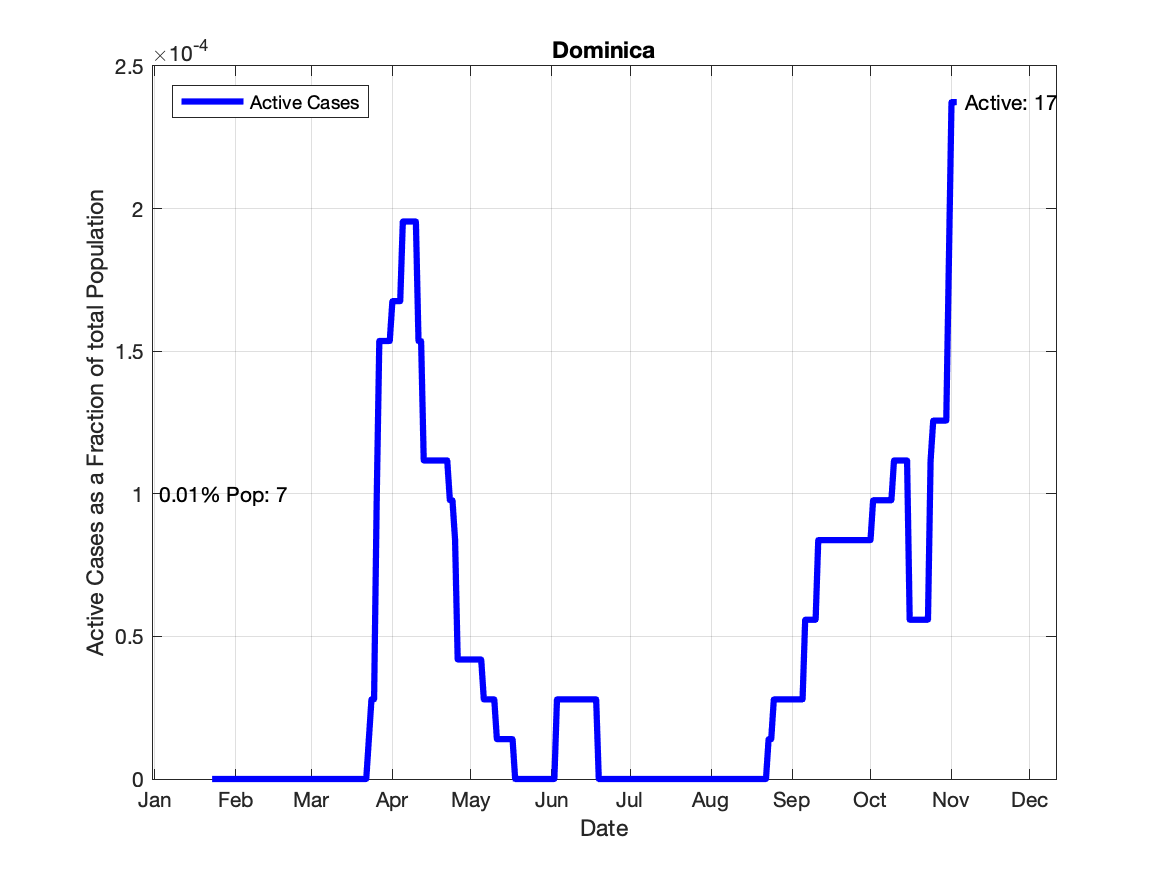 Dominica
×10-4
2.5
2
1.5
1
0.5
0
Active Cases
Active: 17
0.01% Pop: 7
Active Cases as a Fraction of total Population
Jan Feb Mar Apr May Jun Jul Aug Sep Oct Nov Dec
Date